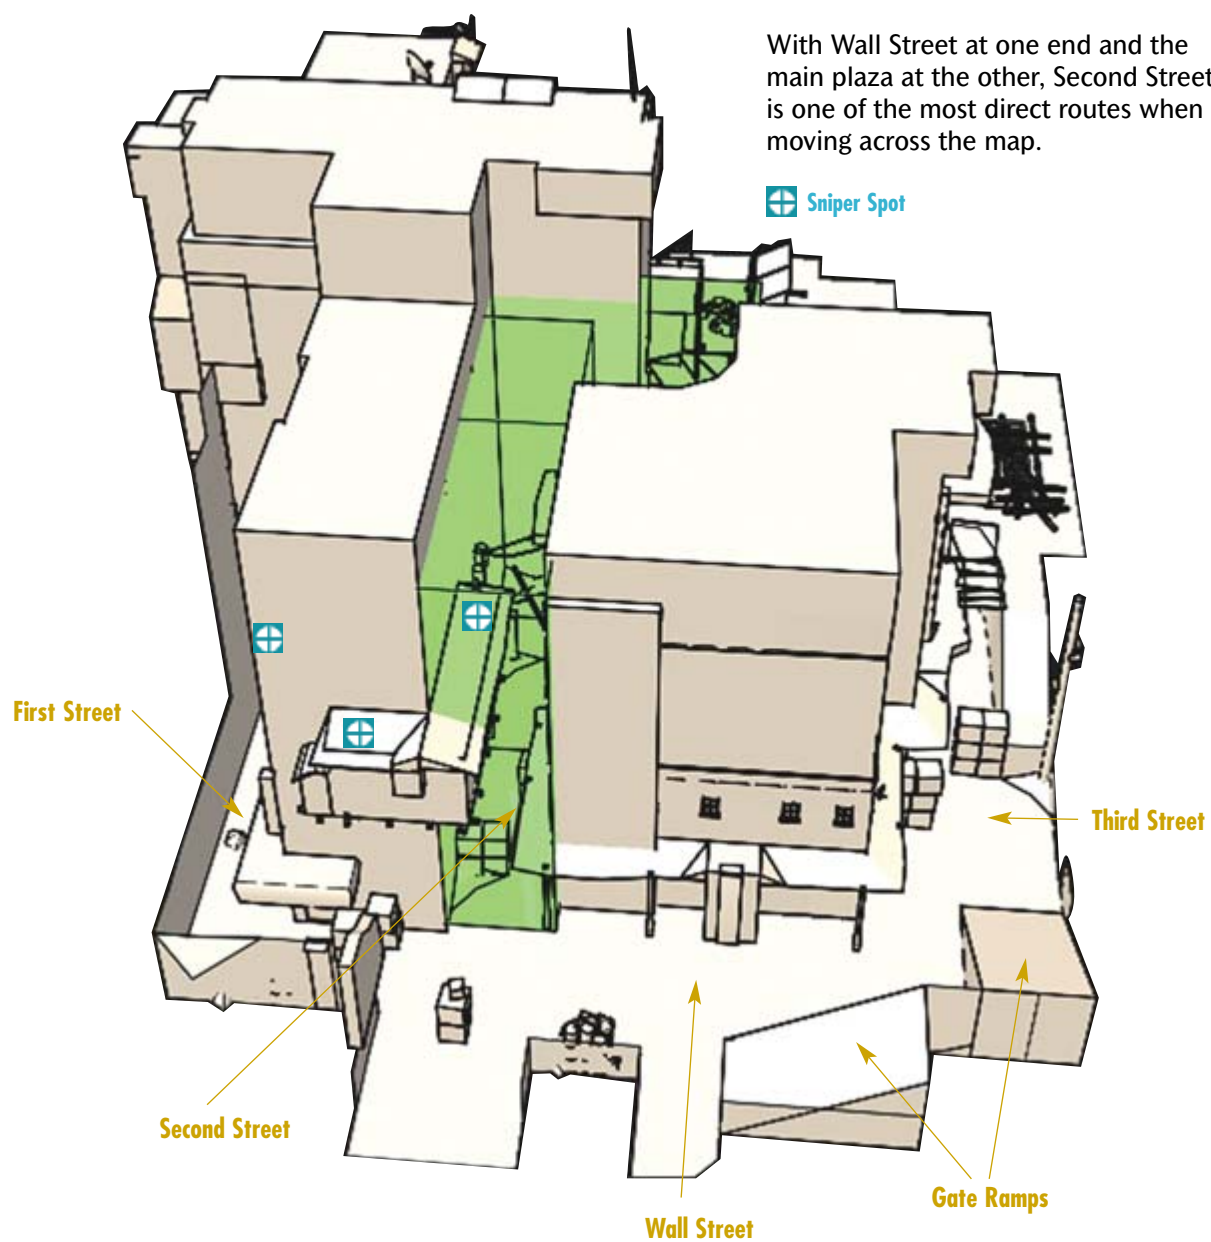 With Wall Street at one end and the
main plaza at the other, Second Street
is one of the most direct routes when
moving across the map.
Sniper Spot
First Street
Third Street
Second Street
Gate Ramps
Wall Street